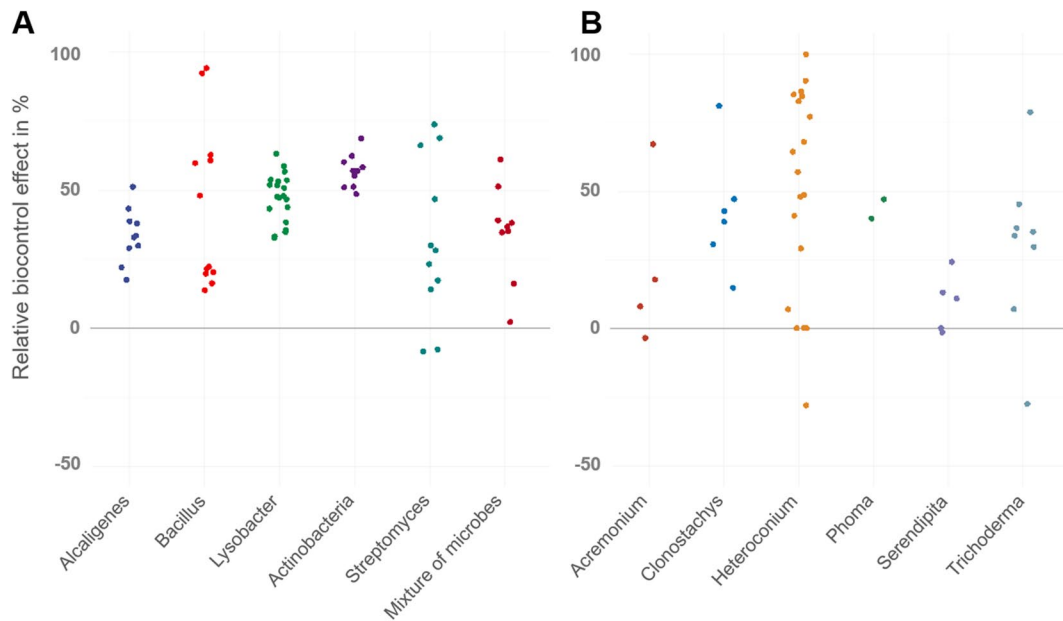 A
B
Relative biocontrol effect in %
100
50
0
-50
Alcaligenes
Bacillus
Lysobacter
Actinobacteria
Streptomyces
Mixture of microbes
100
50
0
-50
Acremonium
Clonostachys
Heteroconium
Phoma
Serendipita
Trichoderma